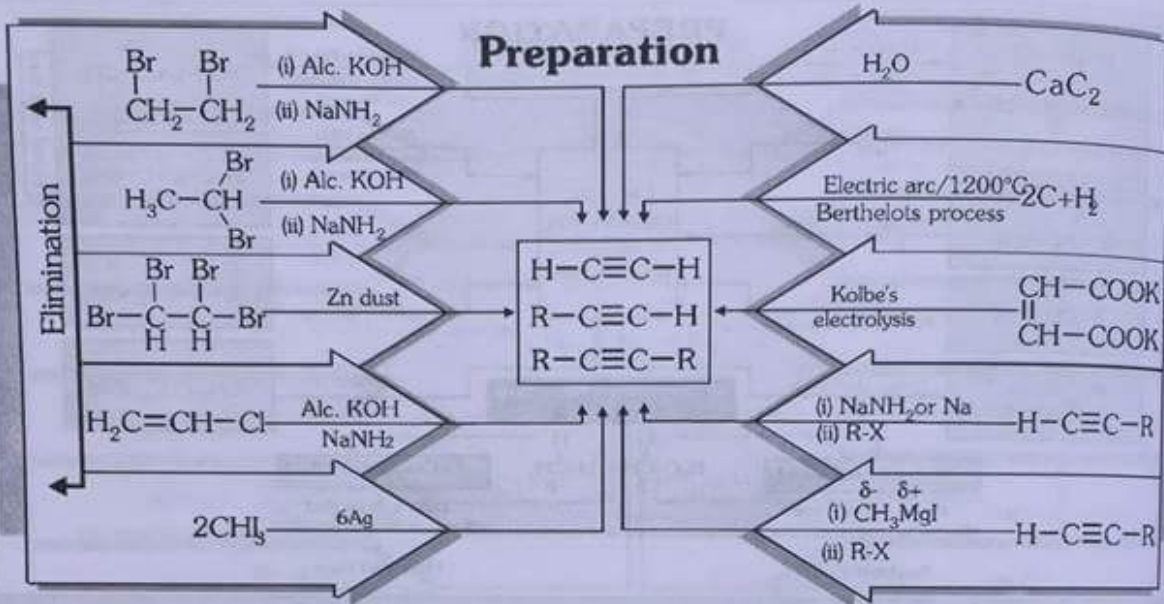 Preparation
Elimination
Br Br
CH₂–CH₂
(i) Alc. KOH
(ii) NaNH₂
Br
H₃C–CH
Br
(i) Alc. KOH
(ii) NaNH₂
Br Br
Br–C–C–Br
H H
Zn dust
H₂C=CH–Cl
Alc. KOH
NaNH₂
2CHI₃
6Ag
H–C≡C–H
R–C≡C–H
R–C≡C–R
H₂O
CaC₂
Electric arc/1200°C
Berthelots process
2C+H₂
Kolbe's
electrolysis
CH–COOK
||
CH–COOK
(i) NaNH₂ or Na
(ii) R-X
H–C≡C–R
δ- δ+
(i) CH₃MgI
(ii) R-X
H–C≡C–R